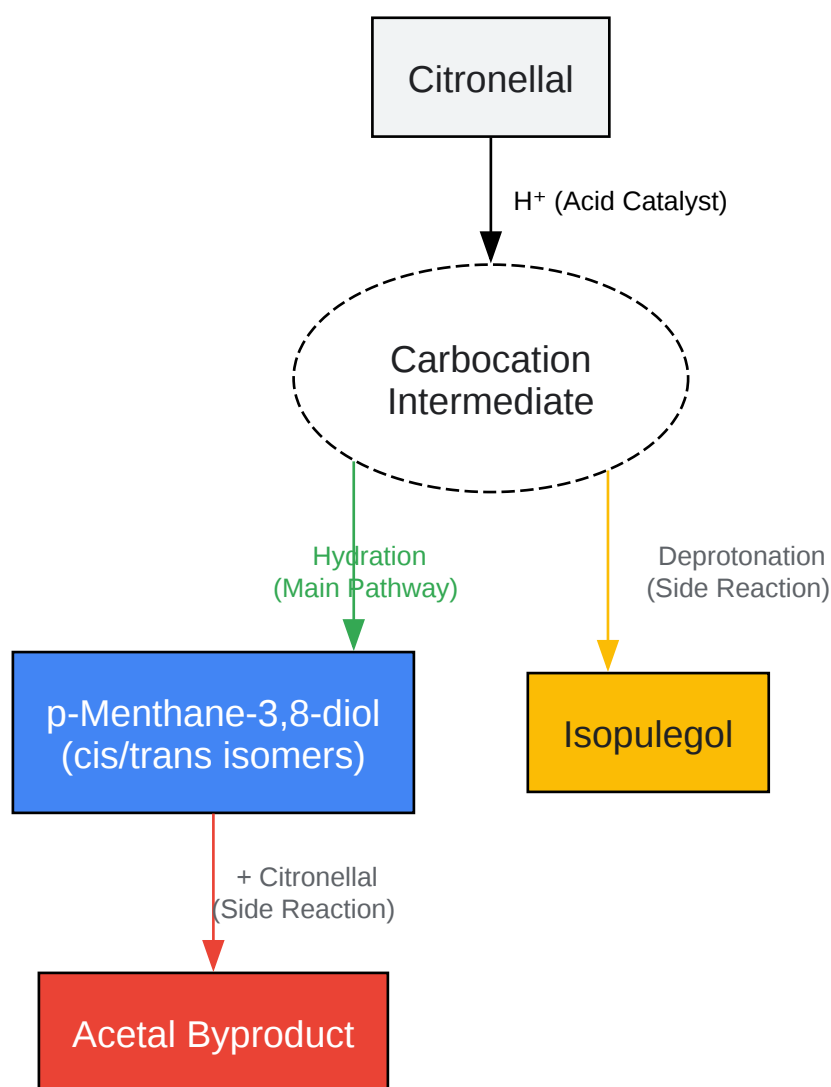 Citronellal
H⁺ (Acid Catalyst)
Carbocation
Intermediate
Hydration
(Main Pathway)
Deprotonation
(Side Reaction)
p-Menthane-3,8-diol
(cis/trans isomers)
Isopulegol
+ Citronellal
(Side Reaction)
Acetal Byproduct